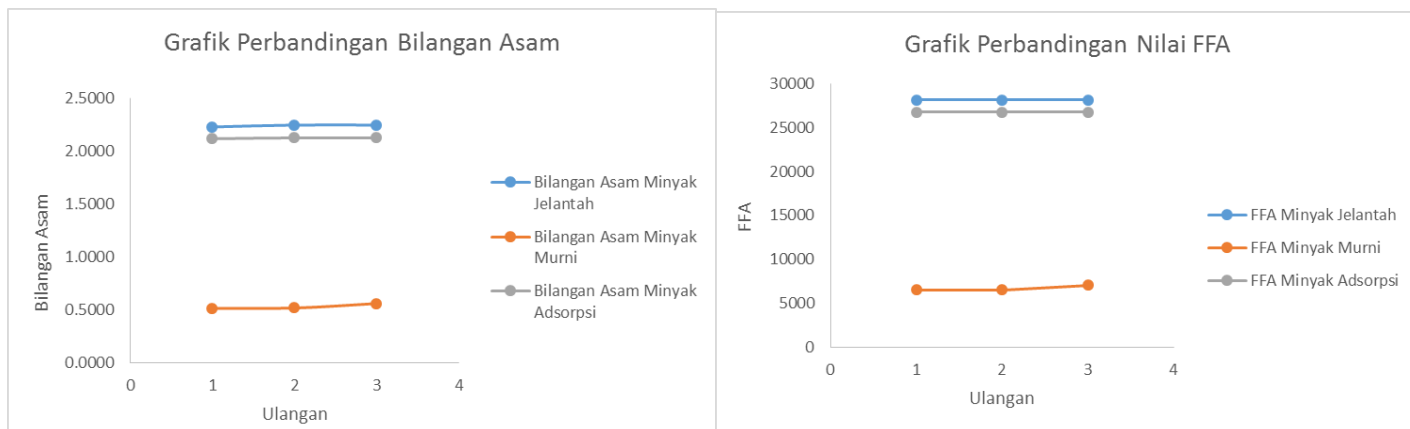 Grafik Perbandingan Bilangan Asam
2.5000
2.0000
1.5000
1.0000
0.5000
0.0000
0
1
2
3
4
Bilangan Asam
Ulangan
Bilangan Asam Minyak
Jelantah
Bilangan Asam Minyak
Murni
Bilangan Asam Minyak
Adsorpsi
Grafik Perbandingan Nilai FFA
30000
25000
20000
15000
10000
5000
0
0
1
2
3
4
FFA
Ulangan
FFA Minyak Jelantah
FFA Minyak Murni
FFA Minyak Adsorpsi